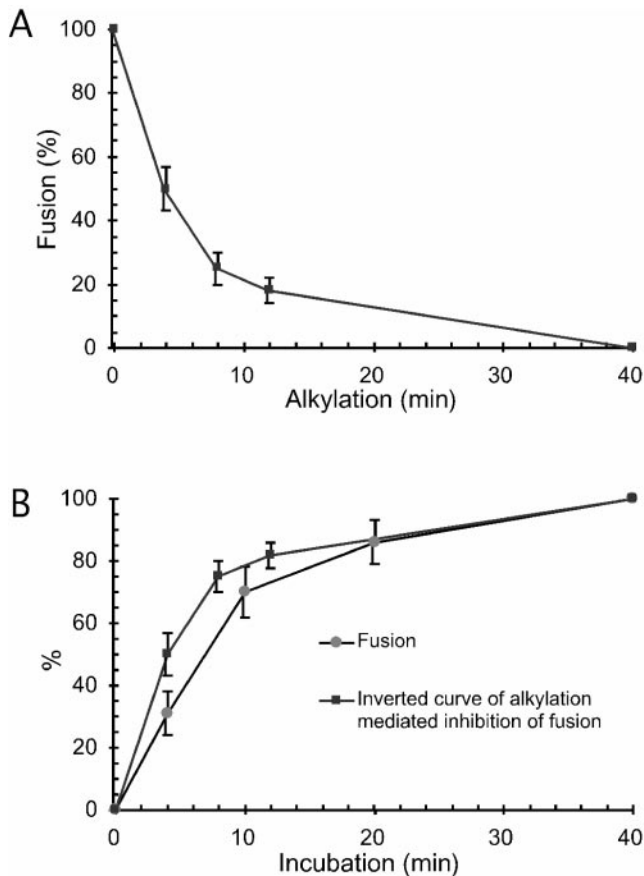 A
100
80
60
40
20
0
Fusion (%)
0 10 20 30 40
Alkylation (min)
B
100
80
60
40
20
0
%
Fusion
Inverted curve of alkylation
mediated inhibition of fusion
0 10 20 30 40
Incubation (min)